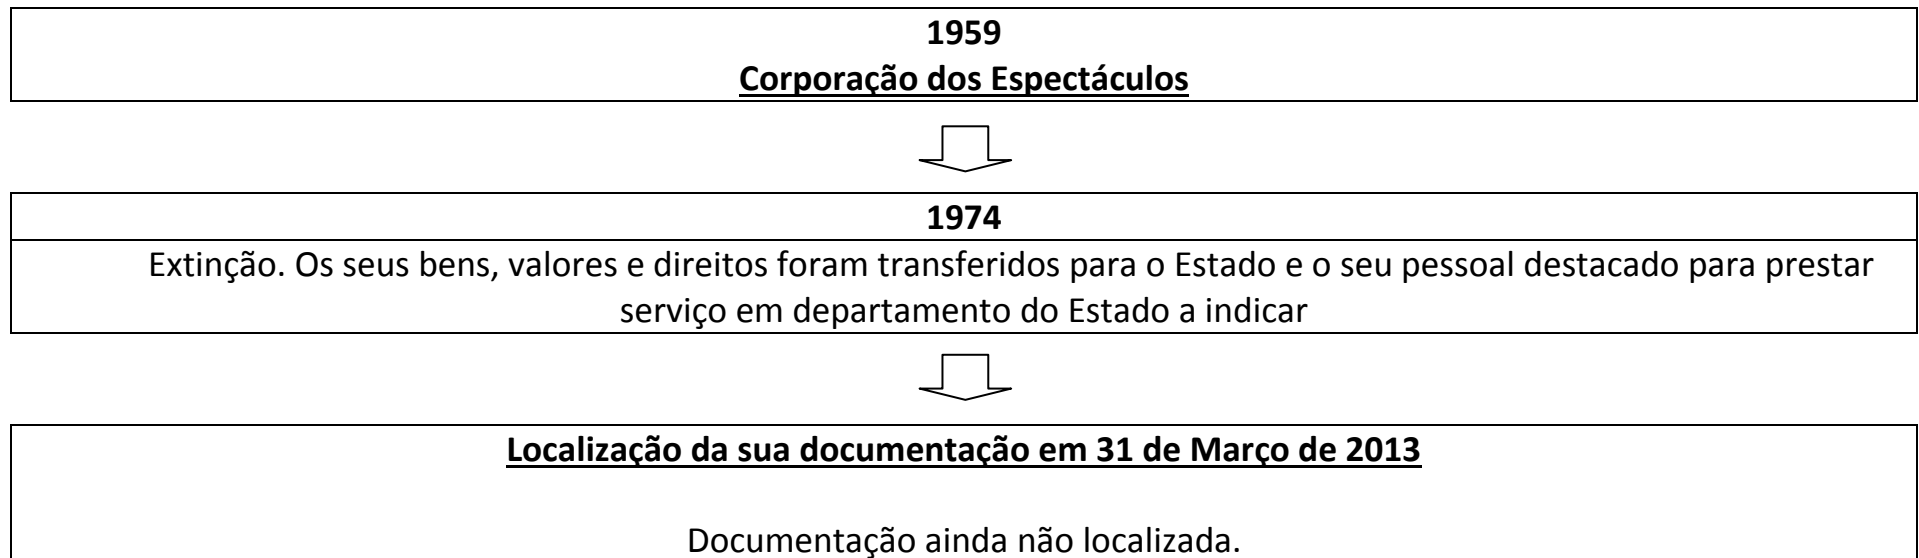 1959
Corporação dos Espectáculos
1974
Extinção. Os seus bens, valores e direitos foram transferidos para o Estado e o seu pessoal destacado para prestar
serviço em departamento do Estado a indicar
Localização da sua documentação em 31 de Março de 2013
Documentação ainda não localizada.